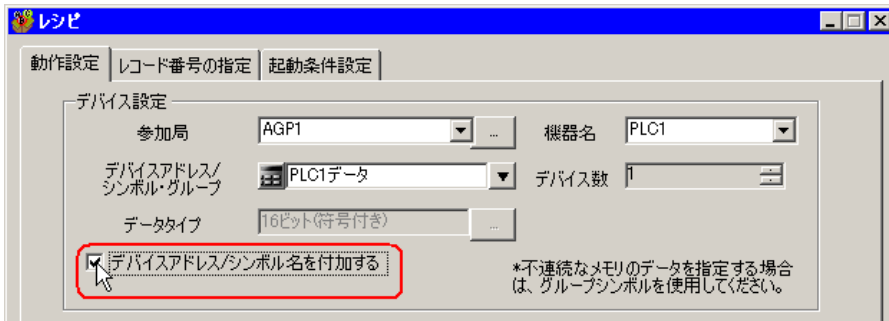 レシピ
動作設定 レコード番号の指定 起動条件設定
デバイス設定
参加局 AGP1 ... 機器名 PLC1
デバイスアドレス/
シンボル・グループ PLC1データ デバイス数 1
データタイプ 16ビット(符号付き) ...
デバイスアドレス/シンボル名を付加する
*不連続なメモリのデータを指定する場合
は、グループシンボルを使用してください。